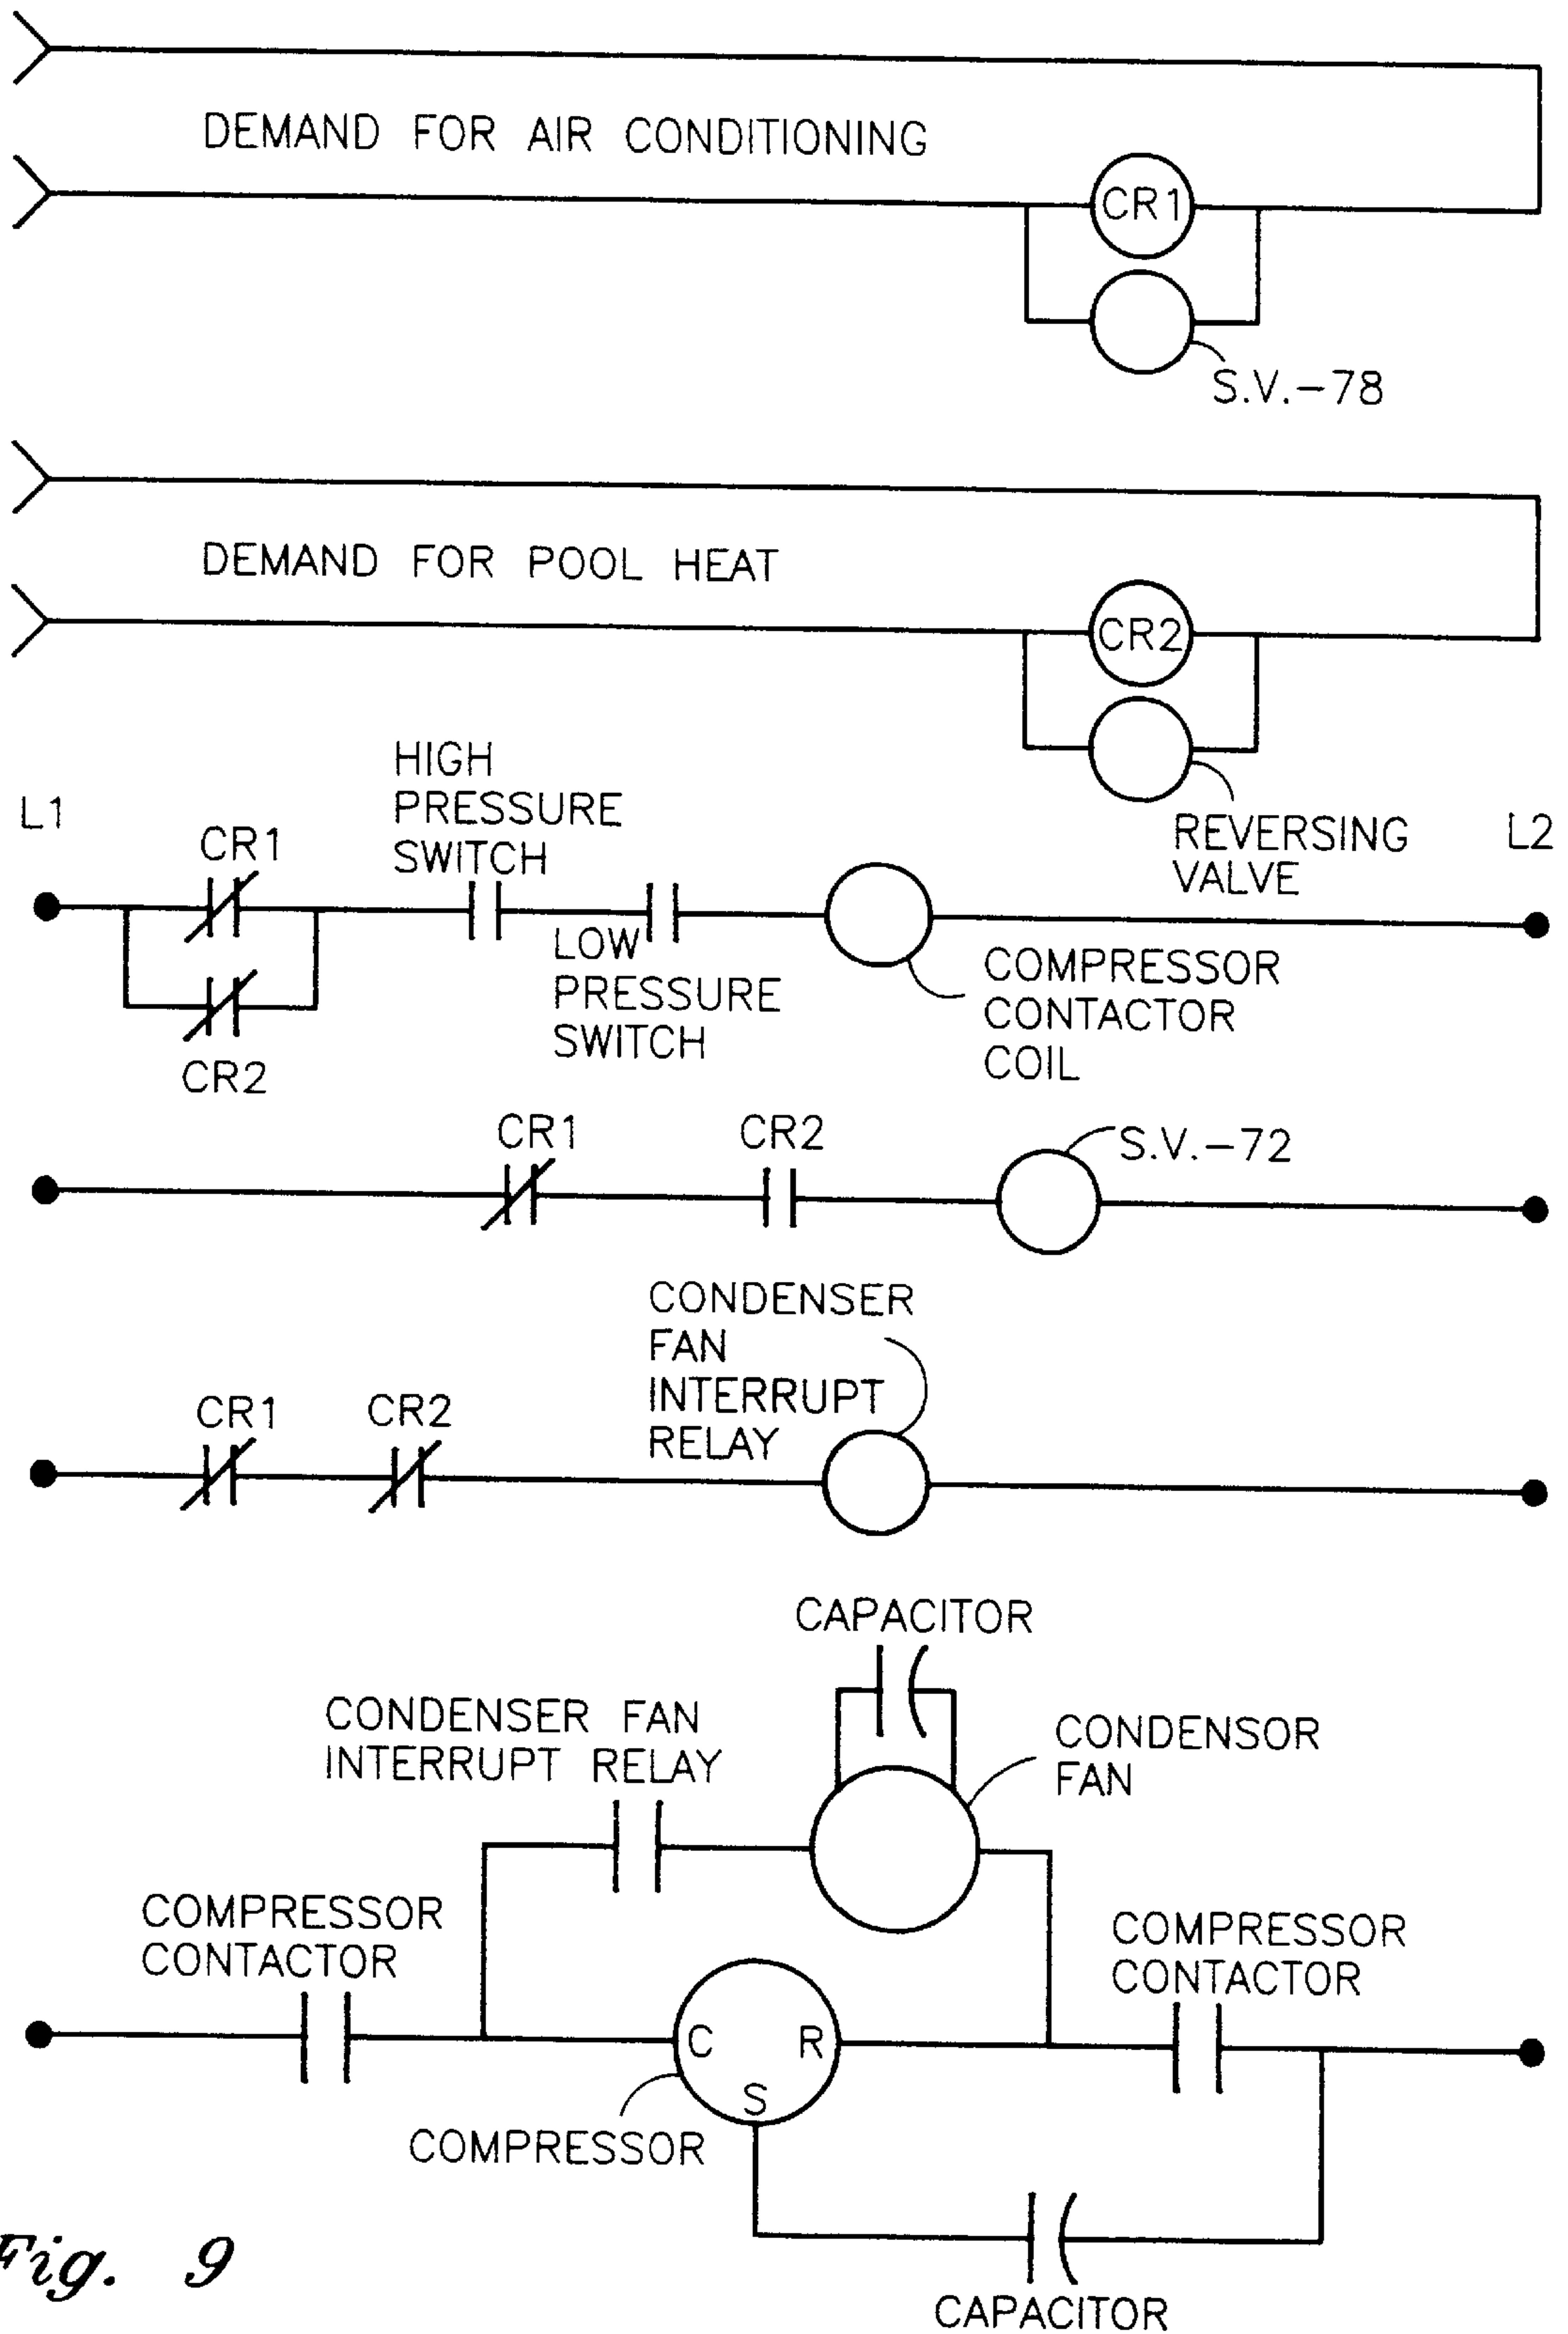 DEMAND FOR AIR CONDITIONING
CR1
S.V.-78
DEMAND FOR POOL HEAT
CR2
REVERSING
VALVE
L1
L2
CR1
CR2
HIGH
PRESSURE
SWITCH
LOW
PRESSURE
SWITCH
COMPRESSOR
CONTACTOR
COIL
CR1
CR2
S.V.-72
CR1
CR2
CONDENSER
FAN
INTERRUPT
RELAY
CAPACITOR
CONDENSER FAN
INTERRUPT RELAY
CONDENSOR
FAN
COMPRESSOR
CONTACTOR
C
R
S
COMPRESSOR
CONTACTOR
COMPRESSOR
CAPACITOR
Fig. 9